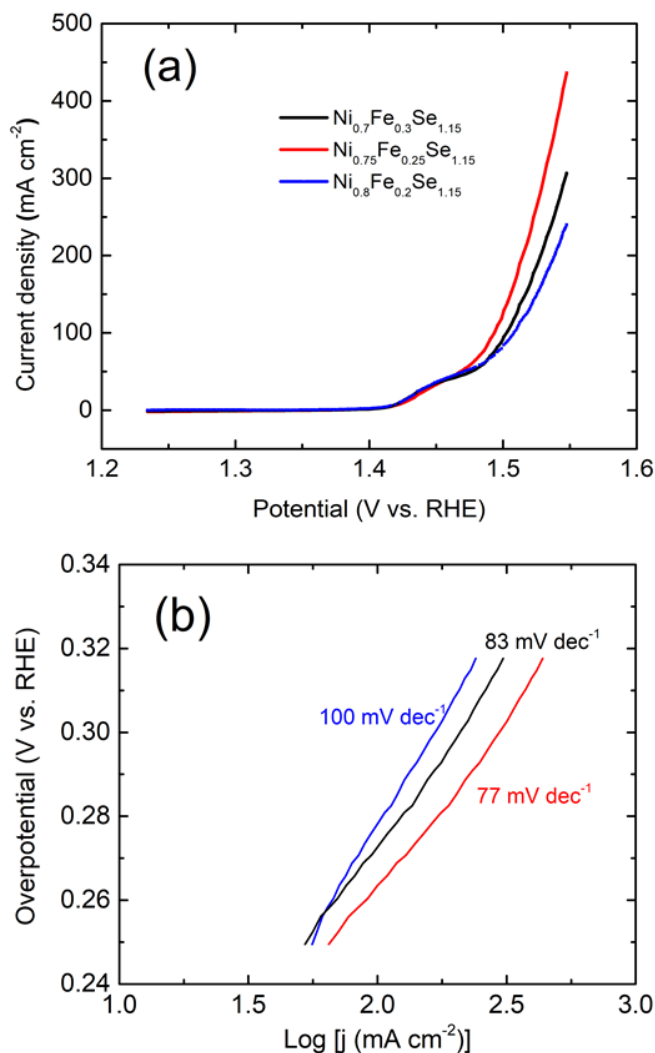 (a)
500
400
300
200
100
0
Current density (mA cm⁻²)
Ni₀.₇Fe₀.₃Se₁.₁₅
Ni₀.₇₅Fe₀.₂₅Se₁.₁₅
Ni₀.₈Fe₀.₂Se₁.₁₅
1.2 1.3 1.4 1.5 1.6
Potential (V vs. RHE)
(b)
0.34
0.32
0.30
0.28
0.26
0.24
Overpotential (V vs. RHE)
83 mV dec⁻¹
100 mV dec⁻¹
77 mV dec⁻¹
1.0 1.5 2.0 2.5 3.0
Log [j (mA cm⁻²)]